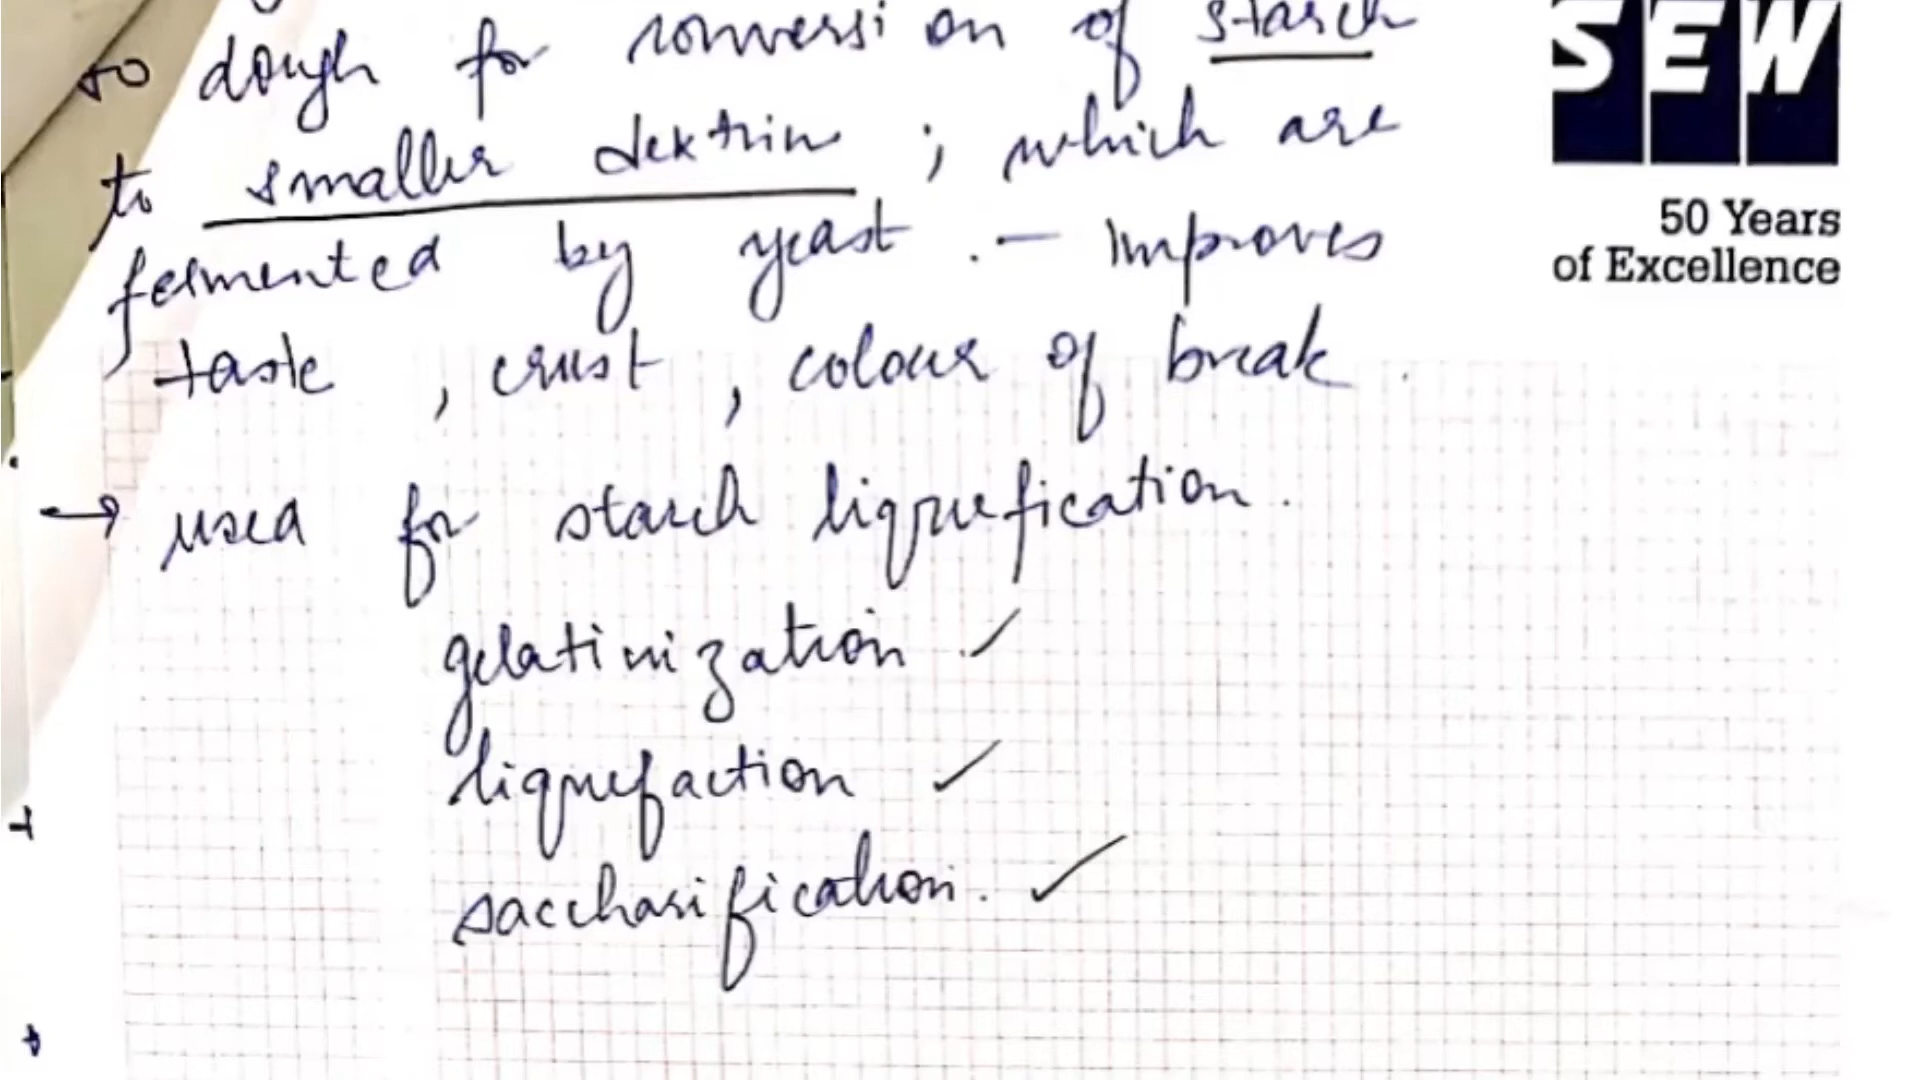 to dough for conversion of starch
to smaller dextrin ; which are
fermented by yeast . – improves
taste , crust , colour of break .
→ used for starch liquefication .
gelatinization ✓
liquefaction ✓
saccharification . ✓
SEW
50 Years
of Excellence